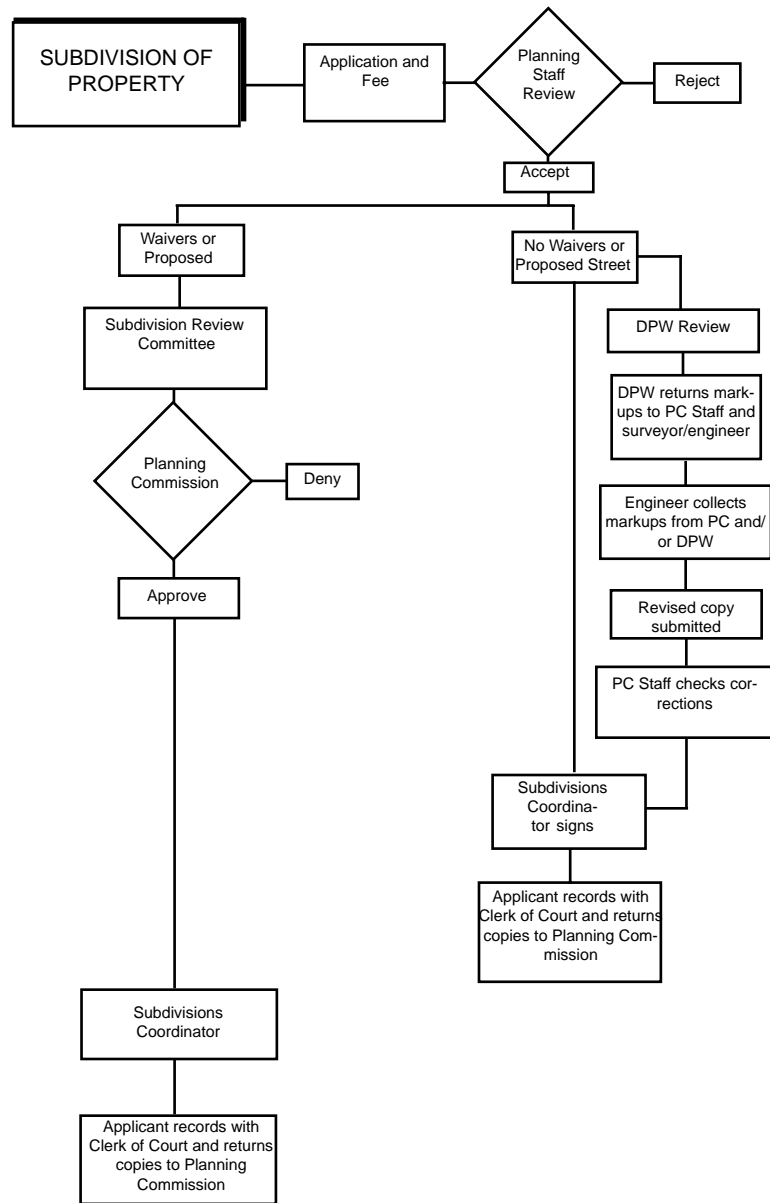 SUBDIVISION OF
PROPERTY
Application and
Fee
Planning
Staff
Review
Reject
Accept
Waivers or
Proposed
No Waivers or
Proposed Street
Subdivision Review
Committee
DPW Review
DPW returns mark-
ups to PC Staff and
surveyor/engineer
Planning
Commission
Deny
Engineer collects
markups from PC and/
or DPW
Approve
Revised copy
submitted
PC Staff checks cor-
rections
Subdivisions
Coordina-
tor signs
Applicant records with
Clerk of Court and returns
copies to Planning Com-
mission
Subdivisions
Coordinator
Applicant records with
Clerk of Court and returns
copies to Planning
Commission